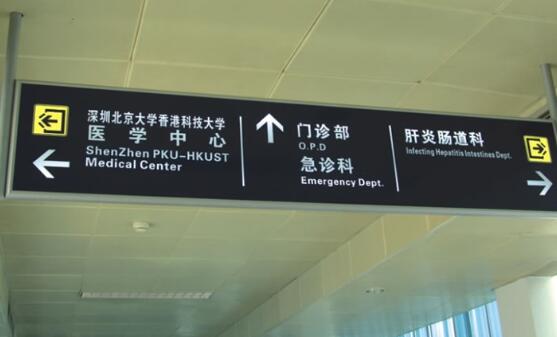 深圳北京大学香港科技大学
医学中心
ShenZhen PKU-HKUST
Medical Center
门诊部
O.P.D
急诊科
Emergency Dept.
肝炎肠道科
Infecting Hepatitis Intestines Dept.